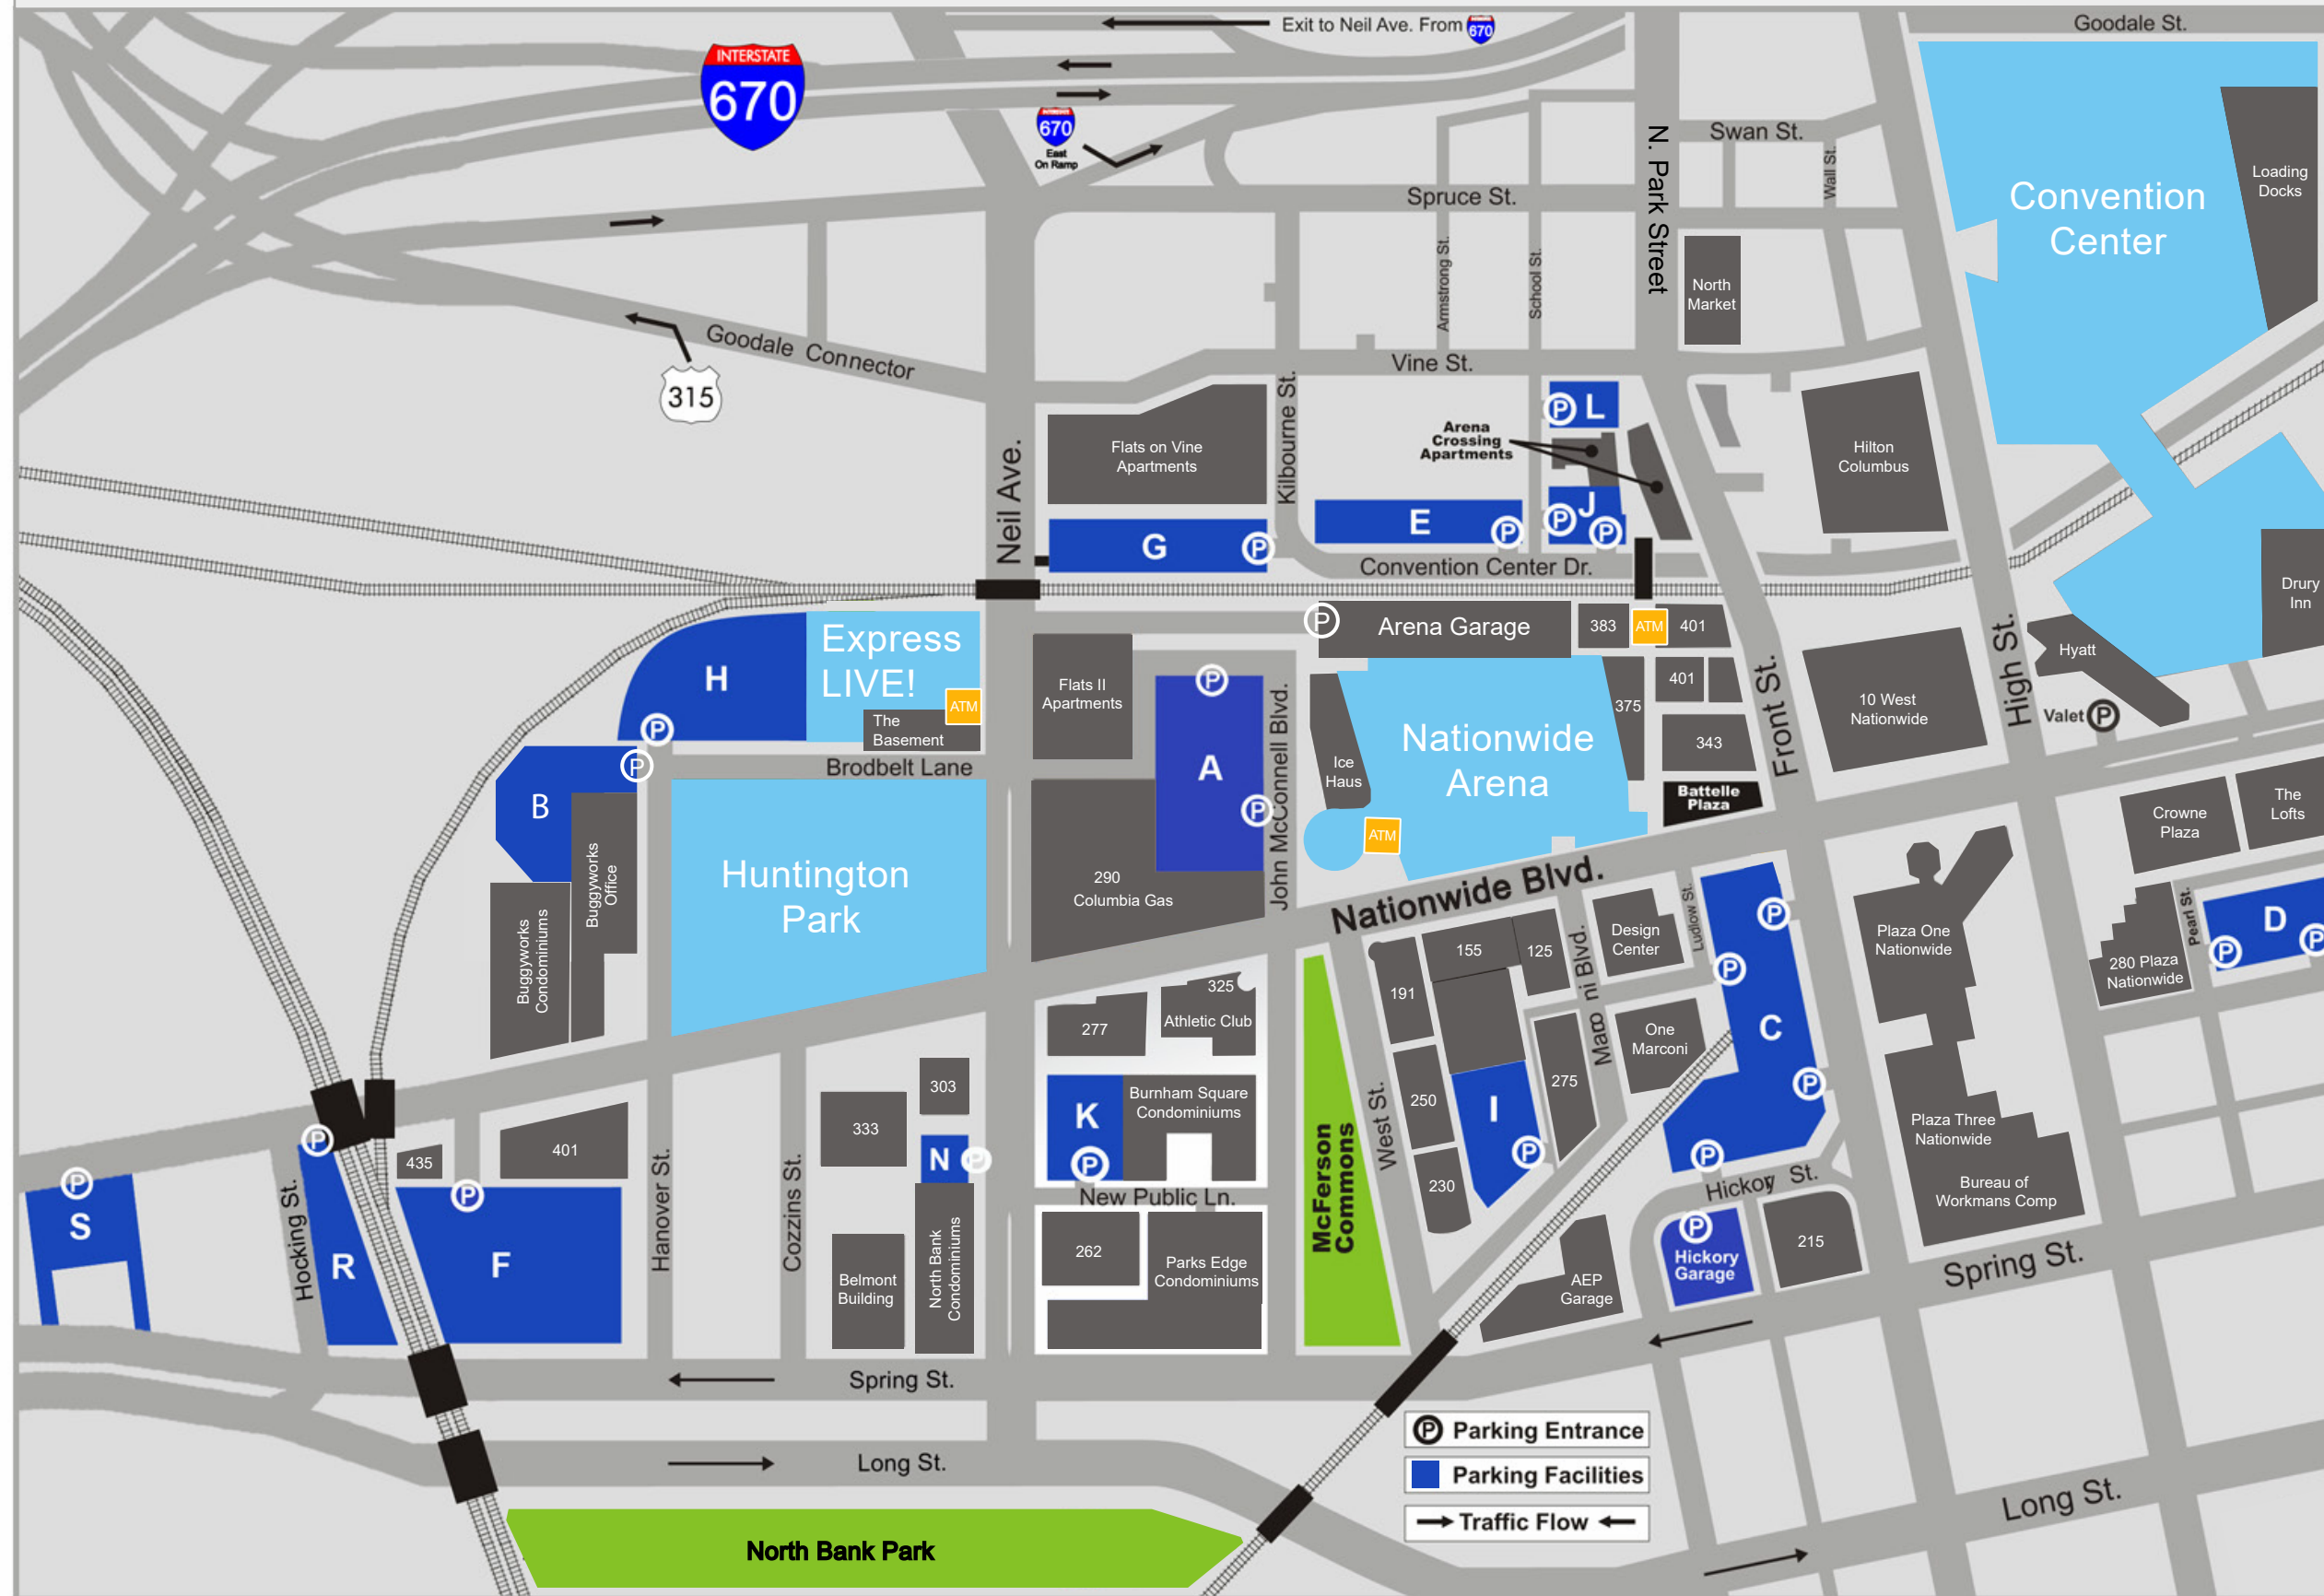 Exit to Neil Ave. From
670
Goodale St.
INTERSTATE
670
INTERSTATE
670
East
On Ramp
Swan St.
Wall St.
N. Park Street
Spruce St.
Convention
Center
Loading
Docks
Armstrong St.
School St.
North
Market
Goodale Connector
315
Vine St.
Kilbourne St.
Neil Ave.
Flats on Vine
Apartments
P L
Arena
Crossing
Apartments
Hilton
Columbus
G P
E P
P J P
Convention Center Dr.
Drury
Inn
Express
LIVE!
ATM
The
Basement
H
P
P
Arena Garage
383
ATM
401
401
375
343
Battelle
Plaza
Front St.
10 West
Nationwide
High St.
Hyatt
Valet P
Flats II
Apartments
P
A
P
John McConnell Blvd.
Ice
Haus
Nationwide
Arena
ATM
Brodbelt Lane
P
B
Buggyworks
Office
Buggyworks
Condominiums
Huntington
Park
290
Columbia Gas
Nationwide Blvd.
Crowne
Plaza
The
Lofts
Plaza One
Nationwide
280 Plaza
Nationwide
Pearl St.
D
P
P
155
125
191
250
230
275
I
P
Design
Center
Ludlow St.
One
Marconi
P
P
C
P
P
277
325
Athletic Club
K
P
Burnham Square
Condominiums
New Public Ln.
262
Parks Edge
Condominiums
McFerson
Commons
West St.
303
333
N P
Belmont
Building
North Bank
Condominiums
Cozzins St.
Hanover St.
401
435
P
F
P
R
Hocking St.
P
S
Hickory St.
P
Hickory
Garage
215
AEP
Garage
Plaza Three
Nationwide
Bureau of
Workmans Comp
Spring St.
Spring St.
Long St.
Long St.
North Bank Park
P Parking Entrance
Parking Facilities
Traffic Flow